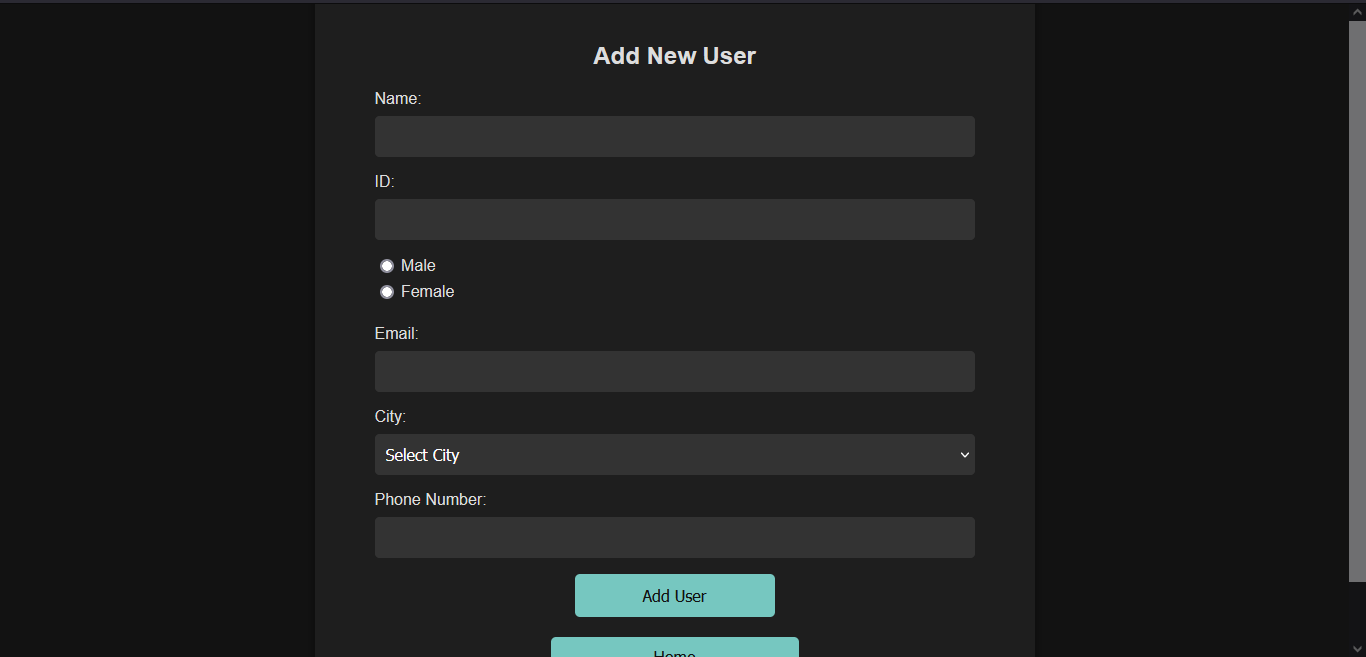 Add New User
Name:
ID:
Male
Female
Email:
City:
Select City
Phone Number:
Add User
Home